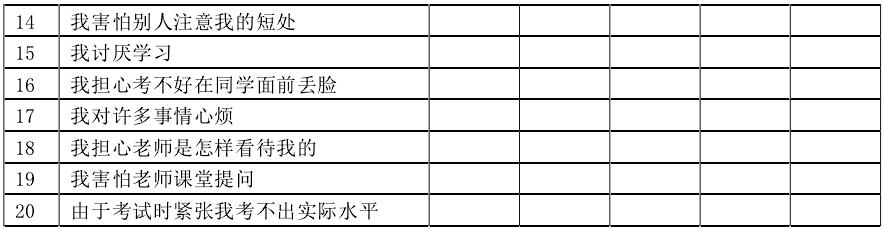 14 我害怕别人注意我的短处
15 我讨厌学习
16 我担心考不好在同学面前丢脸
17 我对许多事情心烦
18 我担心老师是怎样看待我的
19 我害怕老师课堂提问
20 由于考试时紧张我考不出实际水平